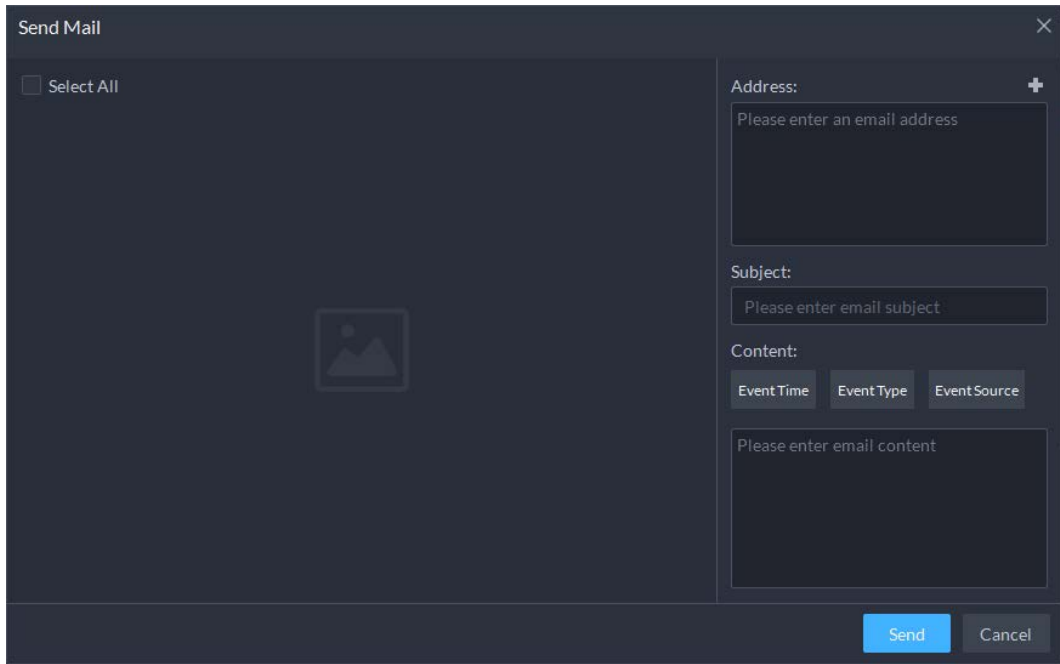 Send Mail
Select All
Address:
Please enter an email address
Subject:
Please enter email subject
Content:
Event Time Event Type Event Source
Please enter email content
Send Cancel